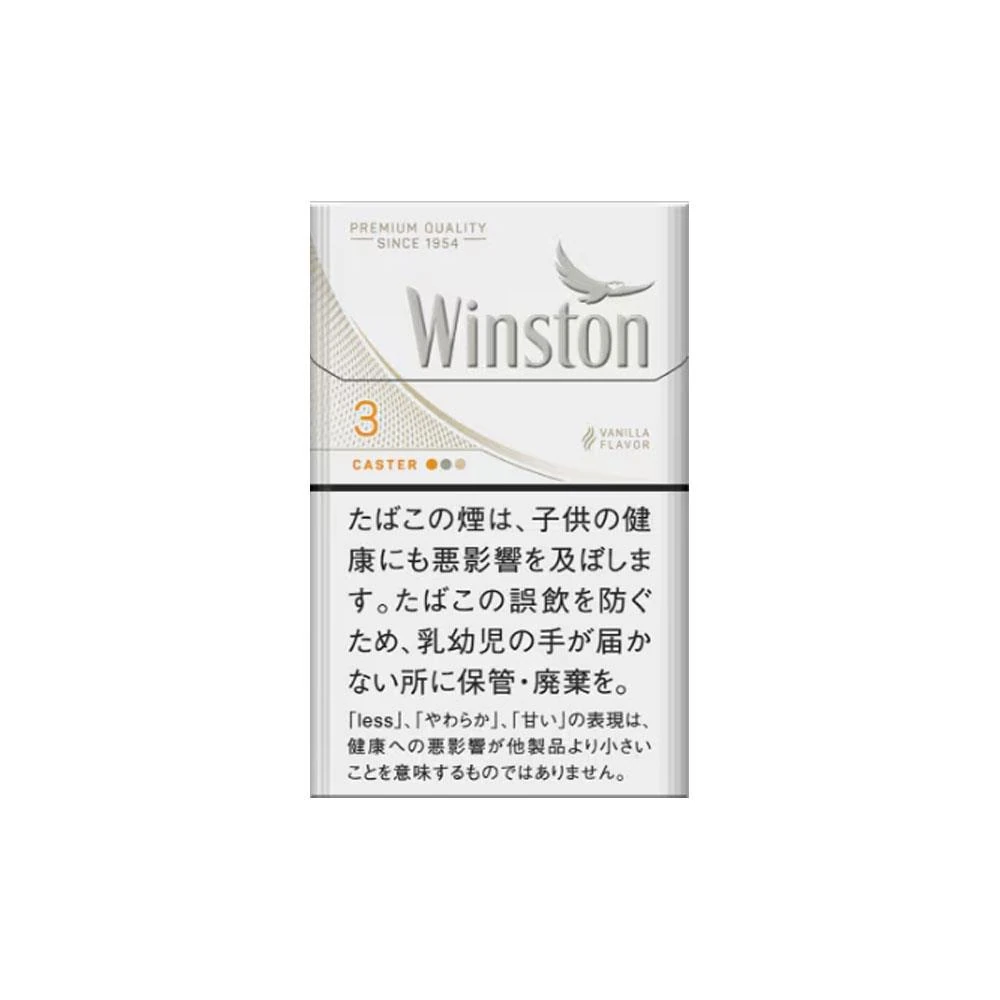 PREMIUM QUALITY
SINCE 1954
Winston
3
VANILLA
FLAVOR
CASTER
たばこの煙は、子供の健
康にも悪影響を及ぼしま
す。たばこの誤飲を防ぐ
ため、乳幼児の手が届か
ない所に保管・廃棄を。
「less」、「やわらか」、「甘い」の表現は、
健康への悪影響が他製品より小さい
ことを意味するものではありません。